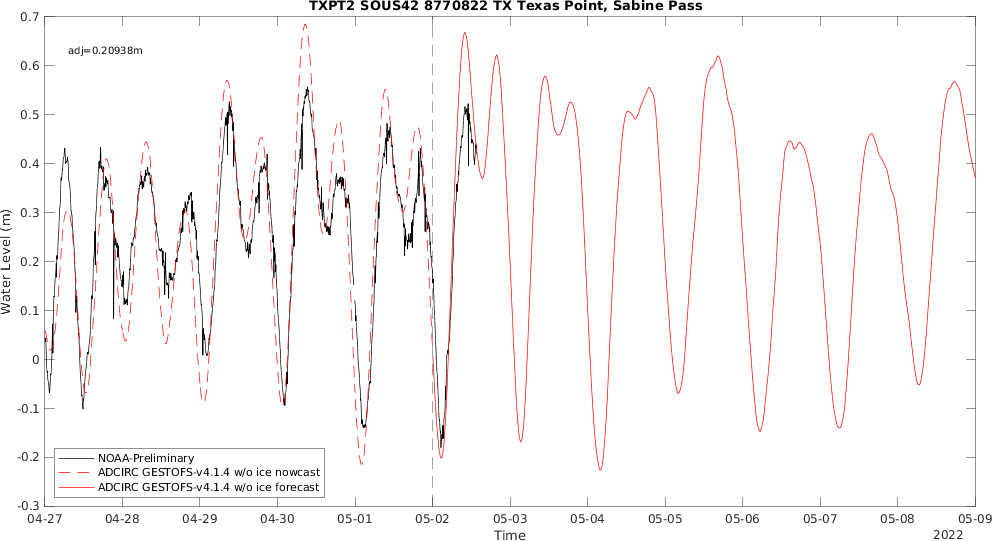 TXPT2 SOUS42 8770822 TX Texas Point, Sabine Pass
adj=0.20938m
0.7
0.6
0.5
0.4
0.3
0.2
0.1
0
-0.1
-0.2
-0.3
Water Level (m)
NOAA-Preliminary
ADCIRC GESTOFS-v4.1.4 w/o ice nowcast
ADCIRC GESTOFS-v4.1.4 w/o ice forecast
04-27 04-28 04-29 04-30 05-01 05-02 05-03 05-04 05-05 05-06 05-07 05-08 05-09
Time
2022